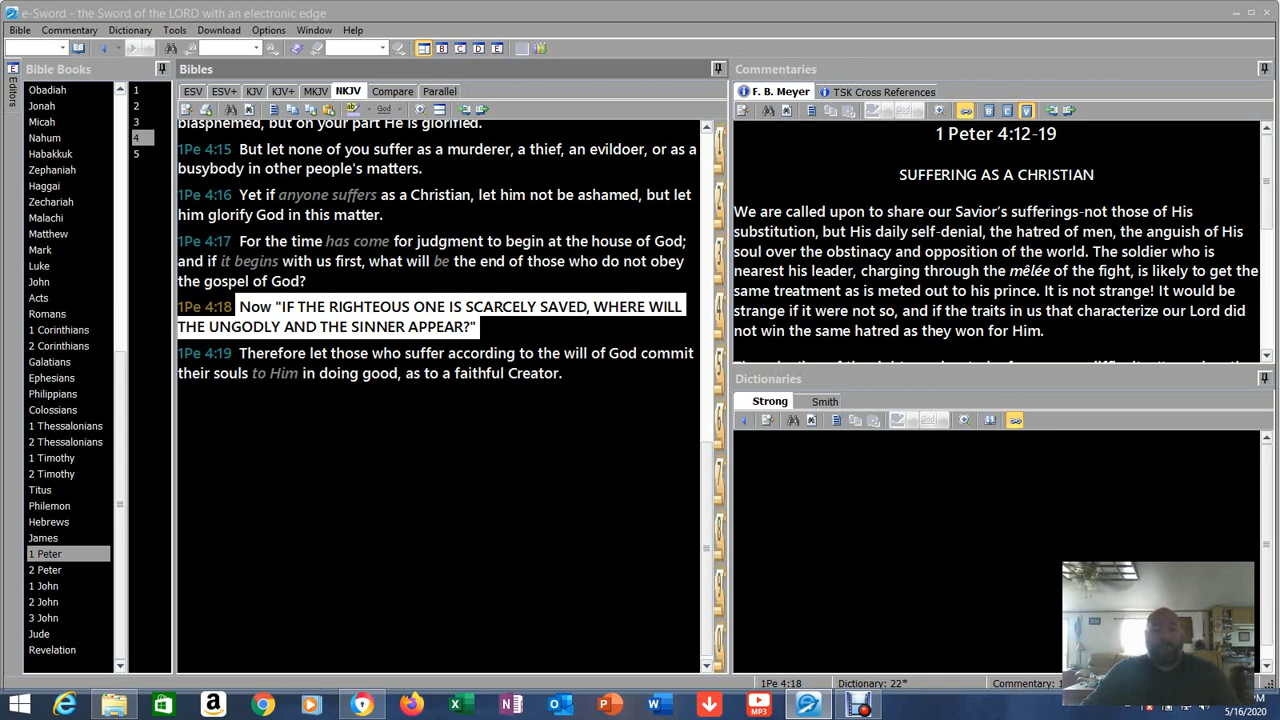 e-Sword - the Sword of the LORD with an electronic edge
Bible Commentary Dictionary Tools Download Options Window Help
Editors
Bible Books
Obadiah
Jonah
Micah
Nahum
Habakkuk
Zephaniah
Haggai
Zechariah
Malachi
Matthew
Mark
Luke
John
Acts
Romans
1 Corinthians
2 Corinthians
Galatians
Ephesians
Philippians
Colossians
1 Thessalonians
2 Thessalonians
1 Timothy
2 Timothy
Titus
Philemon
Hebrews
James
1 Peter
2 Peter
1 John
2 John
3 John
Jude
Revelation
1
2
3
4
5
Bibles
ESV ESV+ KJV KJV+ MKJV NKJV Compare Parallel
blasphemed, but on your part He is glorified.
1Pe 4:15 But let none of you suffer as a murderer, a thief, an evildoer, or as a
busybody in other people's matters.
1Pe 4:16 Yet if anyone suffers as a Christian, let him not be ashamed, but let
him glorify God in this matter.
1Pe 4:17 For the time has come for judgment to begin at the house of God;
and if it begins with us first, what will be the end of those who do not obey
the gospel of God?
1Pe 4:18 Now "IF THE RIGHTEOUS ONE IS SCARCELY SAVED, WHERE WILL
THE UNGODLY AND THE SINNER APPEAR?"
1Pe 4:19 Therefore let those who suffer according to the will of God commit
their souls to Him in doing good, as to a faithful Creator.
Commentaries
F. B. Meyer TSK Cross References
1 Peter 4:12-19
SUFFERING AS A CHRISTIAN
We are called upon to share our Savior's sufferings-not those of His
substitution, but His daily self-denial, the hatred of men, the anguish of His
soul over the obstinacy and opposition of the world. The soldier who is
nearest his leader, charging through the mêlée of the fight, is likely to get the
same treatment as is meted out to his prince. It is not strange! It would be
strange if it were not so, and if the traits in us that characterize our Lord did
not win the same hatred as they won for Him.
Dictionaries
Strong Smith
1Pe 4:18 Dictionary: 22* Commentary: 1
5/16/2020